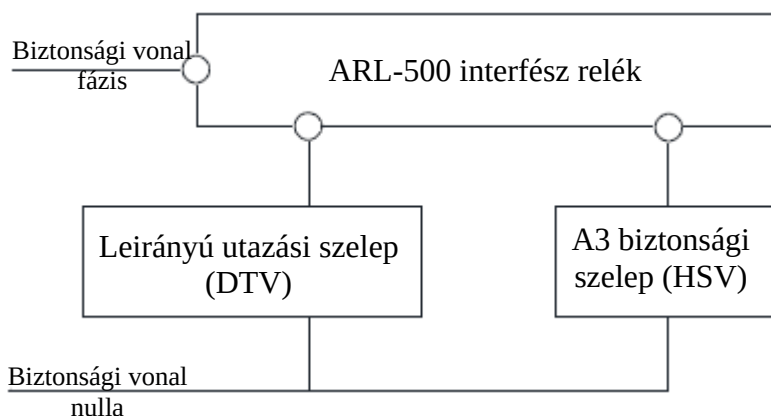 Biztonsági vonal
fázis
ARL-500 interfész relék
Leirányú utazási szelep
(DTV)
A3 biztonsági
szelep (HSV)
Biztonsági vonal
nulla